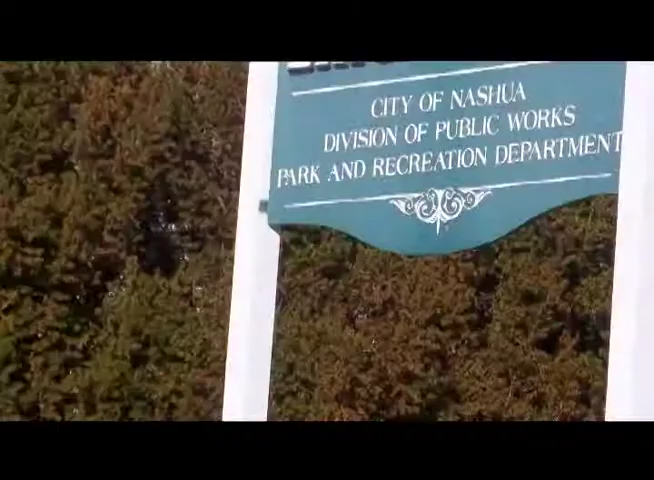 CITY OF NASHUA
DIVISION OF PUBLIC WORKS
PARK AND RECREATION DEPARTMENT